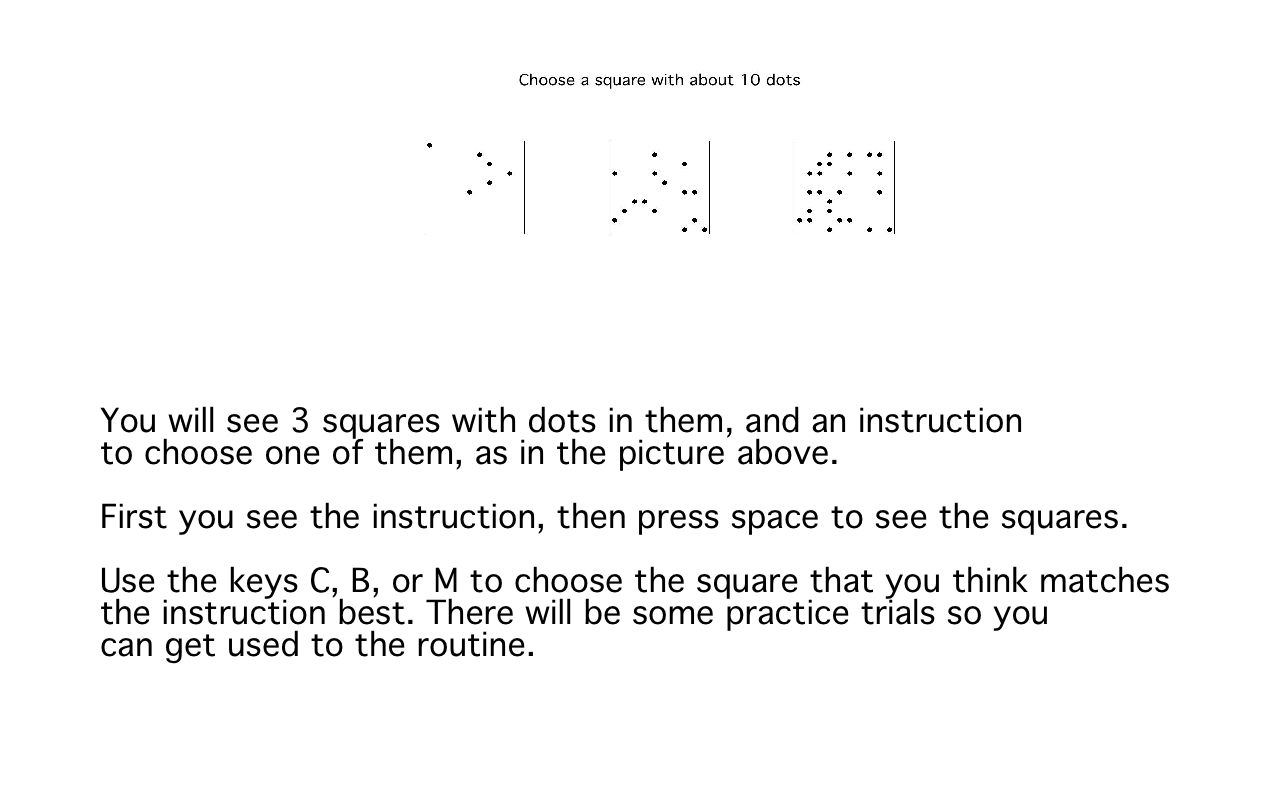 Choose a square with about 10 dots
You will see 3 squares with dots in them, and an instruction
to choose one of them, as in the picture above.
First you see the instruction, then press space to see the squares.
Use the keys C, B, or M to choose the square that you think matches
the instruction best. There will be some practice trials so you
can get used to the routine.